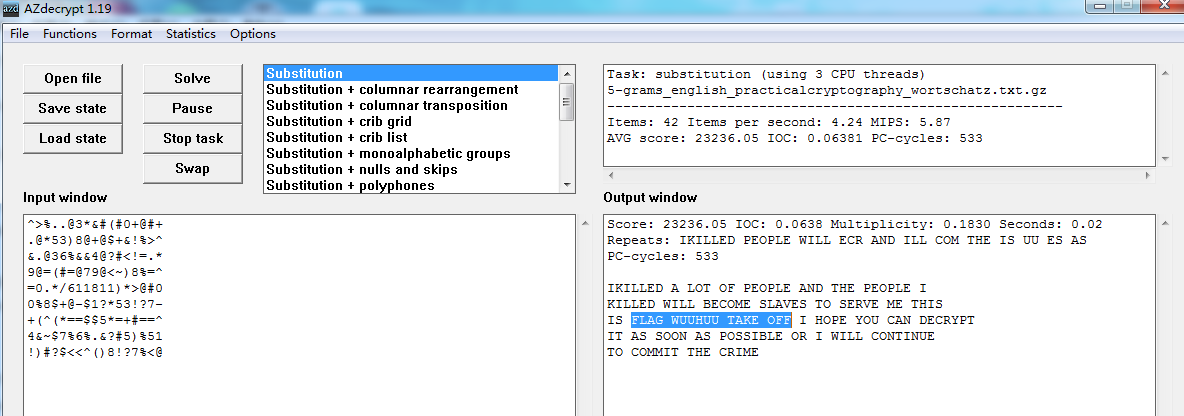 AZdecrypt 1.19
File Functions Format Statistics Options
Open file
Save state
Load state
Solve
Pause
Stop task
Swap
Substitution
Substitution + columnar rearrangement
Substitution + columnar transposition
Substitution + crib grid
Substitution + crib list
Substitution + monoalphabetic groups
Substitution + nulls and skips
Substitution + polyphones
Task: substitution (using 3 CPU threads)
5-grams_english_practicalcryptography_wortschatz.txt.gz
---------------------------------------------------------
Items: 42 Items per second: 4.24 MIPS: 5.87
AVG score: 23236.05 IOC: 0.06381 PC-cycles: 533
Input window
^>%..@3*&#(#0+@#+
.@*53)8@+@$+&!%>^
&.@36%&&4@?#<!=.*
9@=(#=@79@<~)8%=^
=0.*/611811)*>@#0
0%8$+@-$1?*53!?7-
+(^(*==$$5*=+#==^
4&~$7%6%.&?#5)%51
!)#?$<<^()8!?7%<@
Output window
Score: 23236.05 IOC: 0.0638 Multiplicity: 0.1830 Seconds: 0.02
Repeats: IKILLED PEOPLE WILL ECR AND ILL COM THE IS UU ES AS
PC-cycles: 533
IKILLED A LOT OF PEOPLE AND THE PEOPLE I
KILLED WILL BECOME SLAVES TO SERVE ME THIS
IS FLAG WUUHUU TAKE OFF I HOPE YOU CAN DECRYPT
IT AS SOON AS POSSIBLE OR I WILL CONTINUE
TO COMMIT THE CRIME